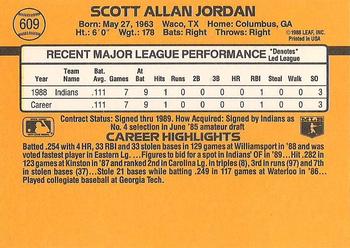 609
SCOTT ALLAN JORDAN
Born: May 27, 1963 Waco, TX Home: Columbus, GA
Ht: 6'0" Wgt.: 178 Bats: Right Throws: Right
©1988 LEAF, INC.
Printed in USA
RECENT MAJOR LEAGUE PERFORMANCE *Denotes* Led League
Year Team Bat. Avg. Games At Bats Runs Hits 2B 3B HR RBI Steal Walks SO
1988 Indians .111 7 9 0 1 0 0 0 1 0 0 3
Career .111 7 9 0 1 0 0 0 1 0 0 3
Contract Status: Signed thru 1989. How Acquired: Signed by Indians as
No. 4 selection in June '85 amateur draft
CAREER HIGHLIGHTS
Batted .254 with 4 HR, 33 RBI and 33 stolen bases in 129 games at Williamsport in '88 and was
voted fastest player in Eastern Lg. ...Figures to bid for a spot in Indians' OF in '89...Hit .282 in
123 games at Kinston in '87 and ranked 2nd in Carolina Lg. in triples (8), 3rd in runs (97) and
stolen bases (37)... Stole 21 bases while batting .249 in 117 games at Waterloo in '86...
Played collegiate baseball at Georgia Tech.